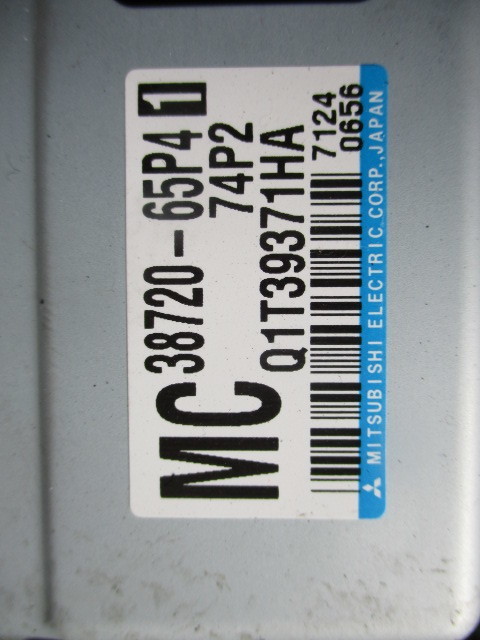 MC 38720-65P4 1
74P2
Q1T39371HA
7124
0656
MITSUBISHI ELECTRIC CORP., JAPAN